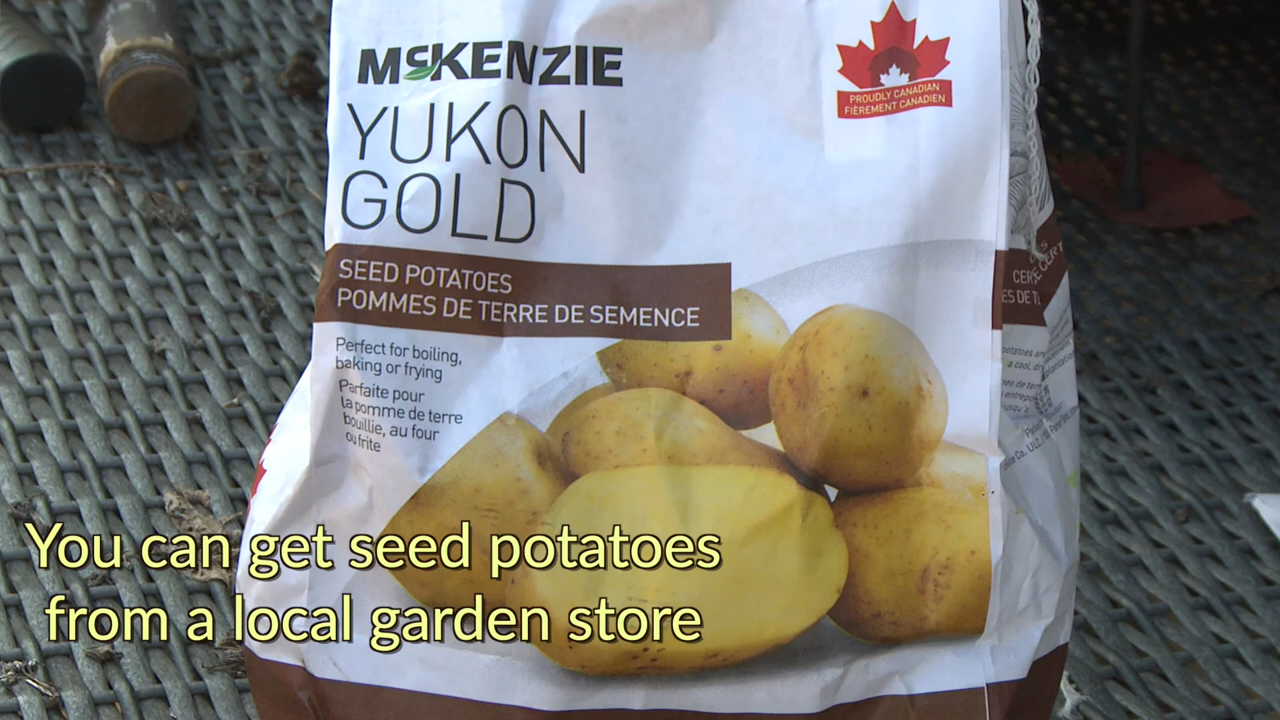 McKENZIE
YUKON
GOLD
PROUDLY CANADIAN
FIÈREMENT CANADIEN
SEED POTATOES
POMMES DE TERRE DE SEMENCE
Perfect for boiling,
baking or frying
Parfaite pour
la pomme de terre
bouillie, au four
ou frite
You can get seed potatoes
from a local garden store